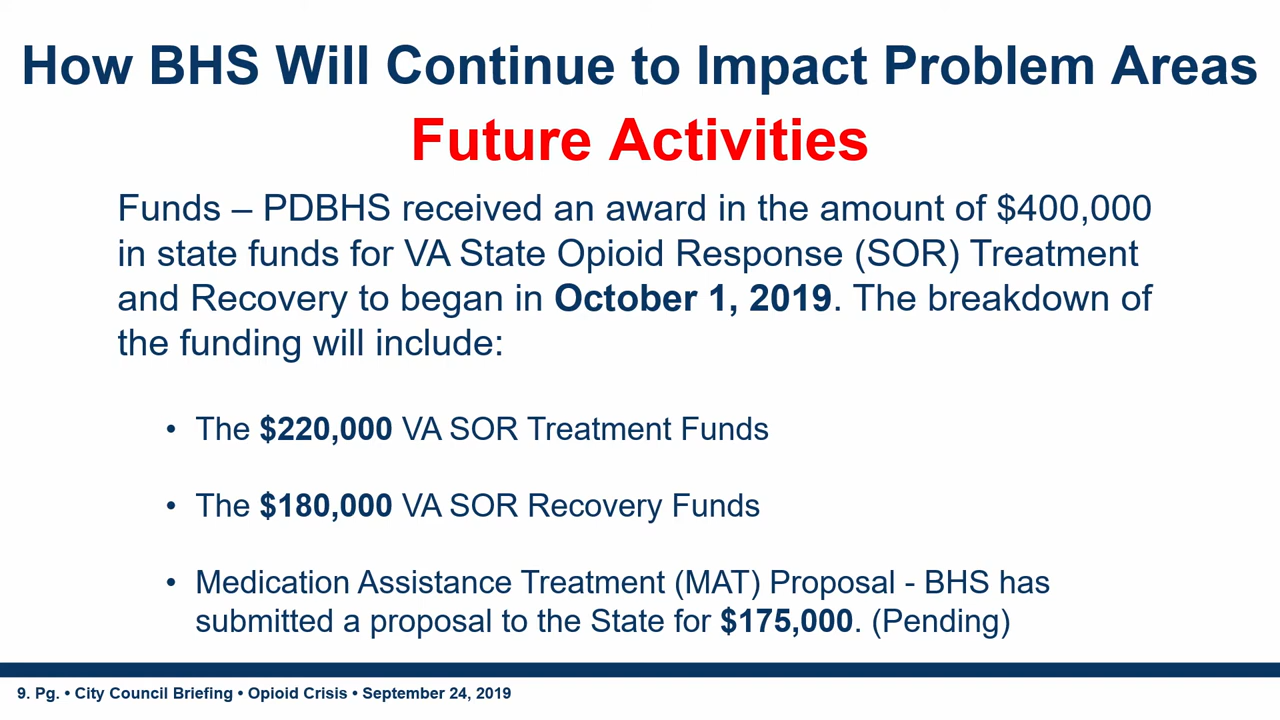 How BHS Will Continue to Impact Problem Areas
Future Activities
Funds – PDBHS received an award in the amount of $400,000
in state funds for VA State Opioid Response (SOR) Treatment
and Recovery to began in October 1, 2019. The breakdown of
the funding will include:
• The $220,000 VA SOR Treatment Funds
• The $180,000 VA SOR Recovery Funds
• Medication Assistance Treatment (MAT) Proposal - BHS has
submitted a proposal to the State for $175,000. (Pending)
9. Pg. • City Council Briefing • Opioid Crisis • September 24, 2019